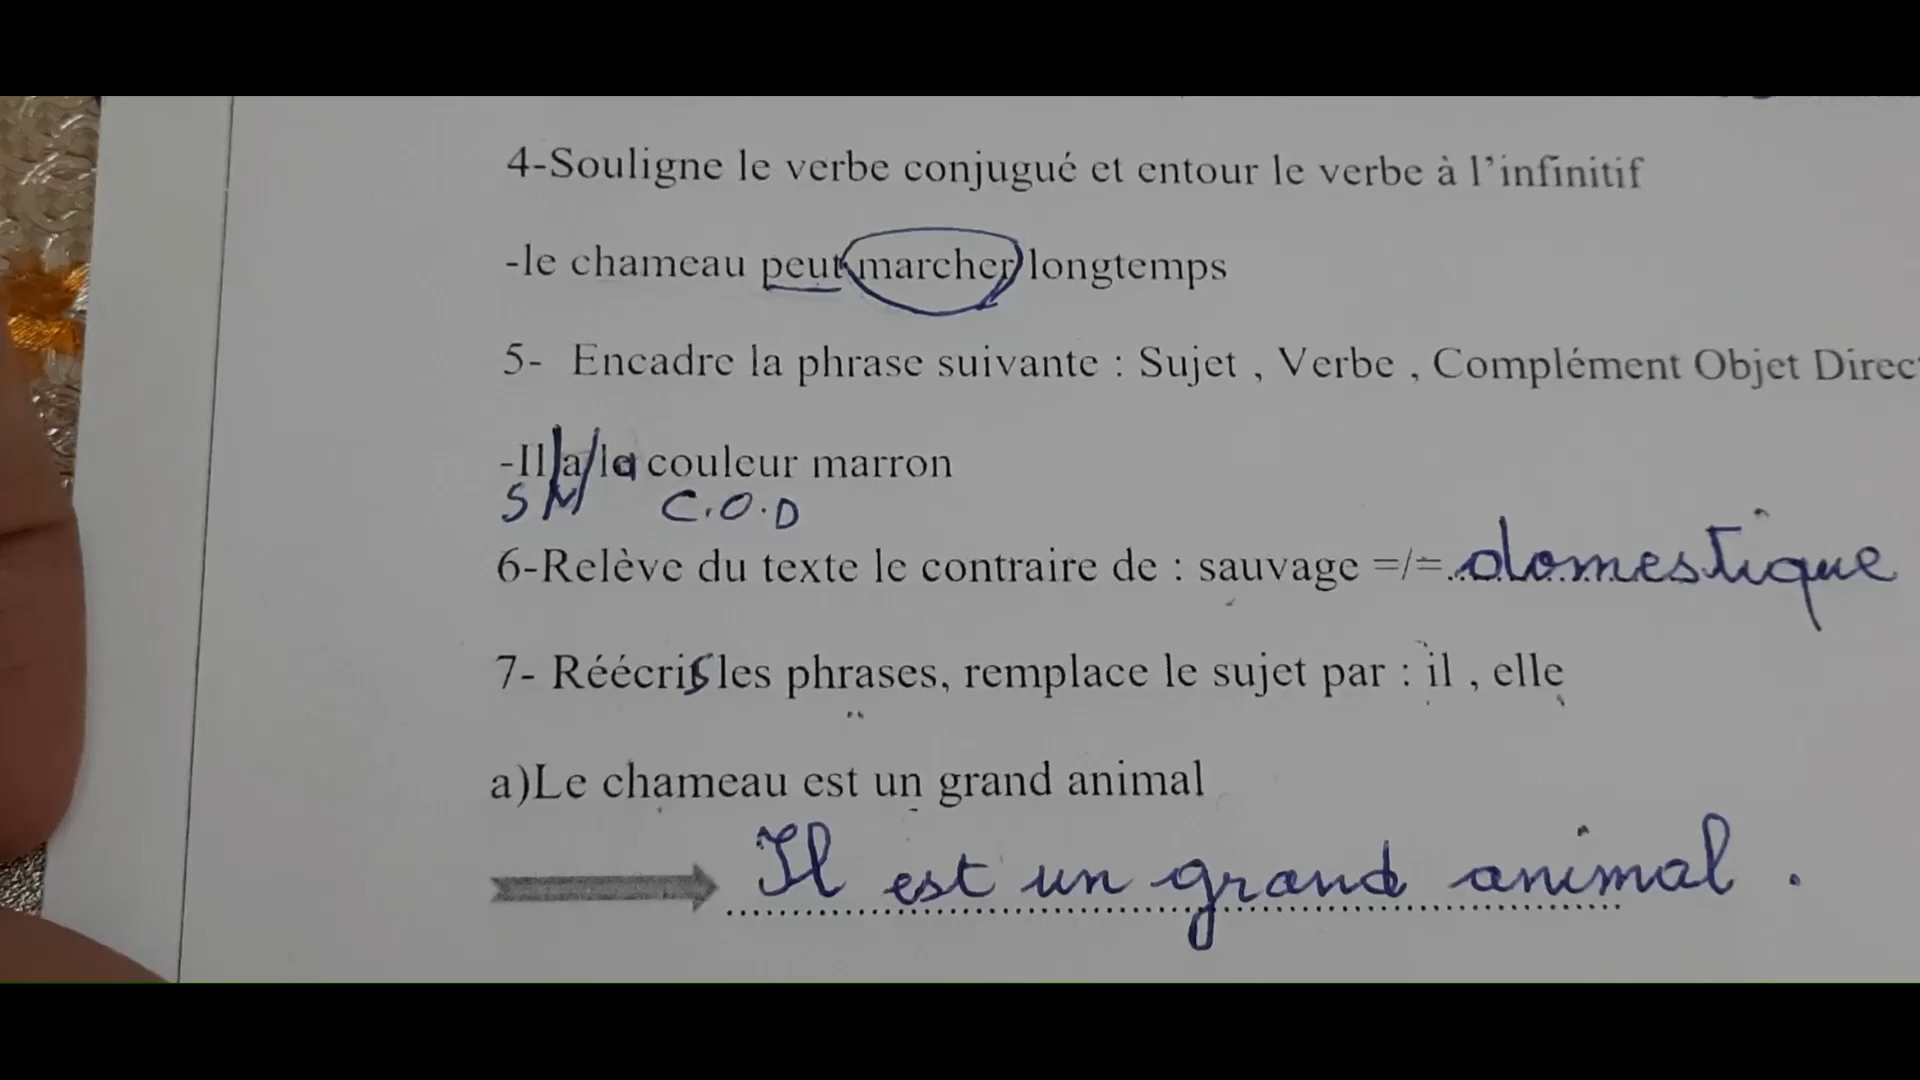 4-Souligne le verbe conjugué et entour le verbe à l'infinitif
-le chameau peut marcher longtemps
5- Encadre la phrase suivante : Sujet , Verbe , Complément Objet Direct
-Il/a/la couleur marron
S V C.O.D
6-Relève du texte le contraire de : sauvage =/=..domestique
7- Réécris les phrases, remplace le sujet par : il , elle
a)Le chameau est un grand animal
Il est un grand animal .